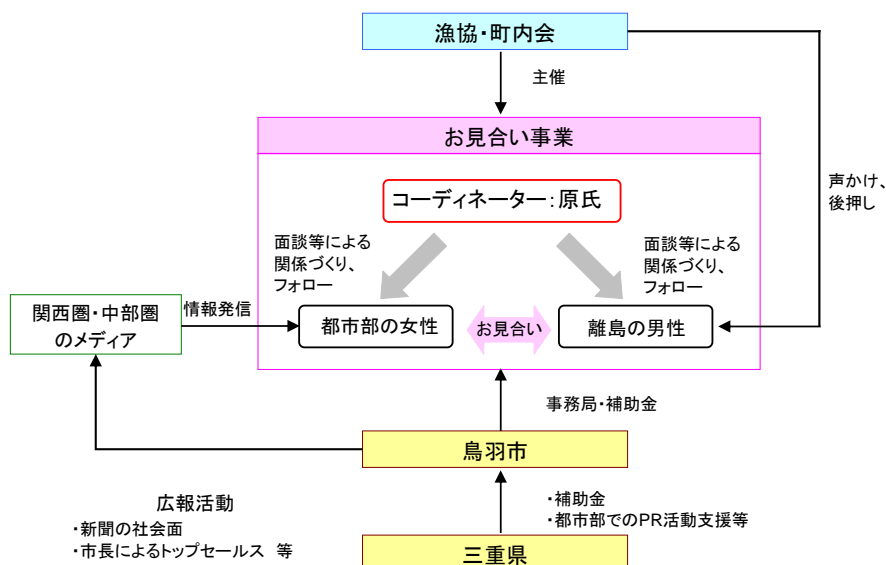 漁協・町内会
主催
お見合い事業
コーディネーター：原氏
声かけ、
後押し
面談等による
関係づくり、
フォロー
面談等による
関係づくり、
フォロー
関西圏・中部圏
のメディア
情報発信
都市部の女性
お見合い
離島の男性
事務局・補助金
鳥羽市
広報活動
・新聞の社会面
・市長によるトップセールス 等
・補助金
・都市部でのPR活動支援等
三重県